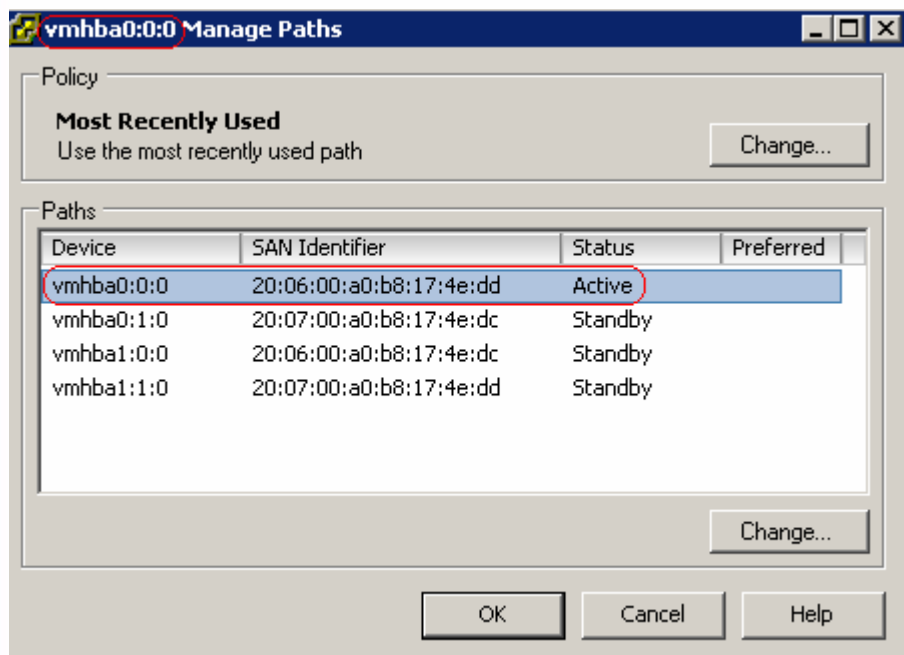 vmhba0:0:0 Manage Paths
Policy
Most Recently Used
Use the most recently used path
Change...
Paths
Device SAN Identifier Status Preferred
vmhba0:0:0 20:06:00:a0:b8:17:4e:dd Active
vmhba0:1:0 20:07:00:a0:b8:17:4e:dc Standby
vmhba1:0:0 20:06:00:a0:b8:17:4e:dc Standby
vmhba1:1:0 20:07:00:a0:b8:17:4e:dd Standby
Change...
OK Cancel Help